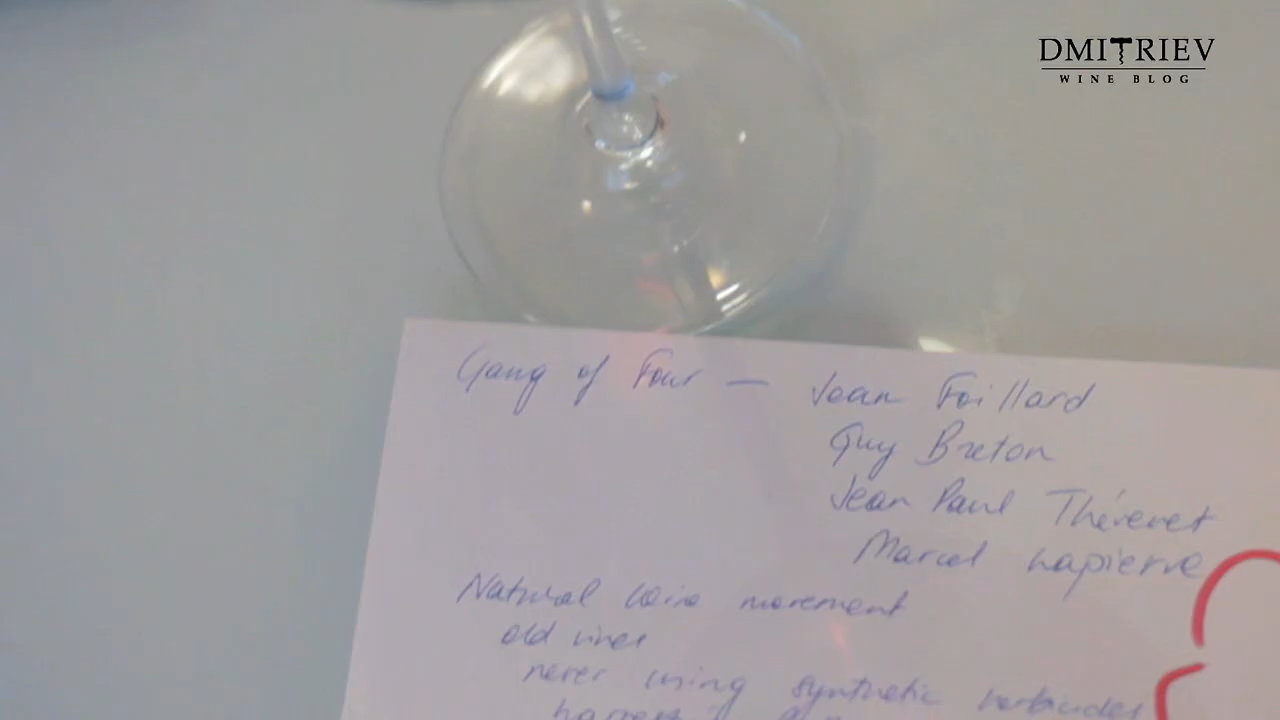 DMITRIEV
WINE BLOG
Gang of Four — Jean Foillard
Guy Breton
Jean Paul Thévenet
Marcel Lapierre
Natural wine movement
old vines
never using synthetic herbicides